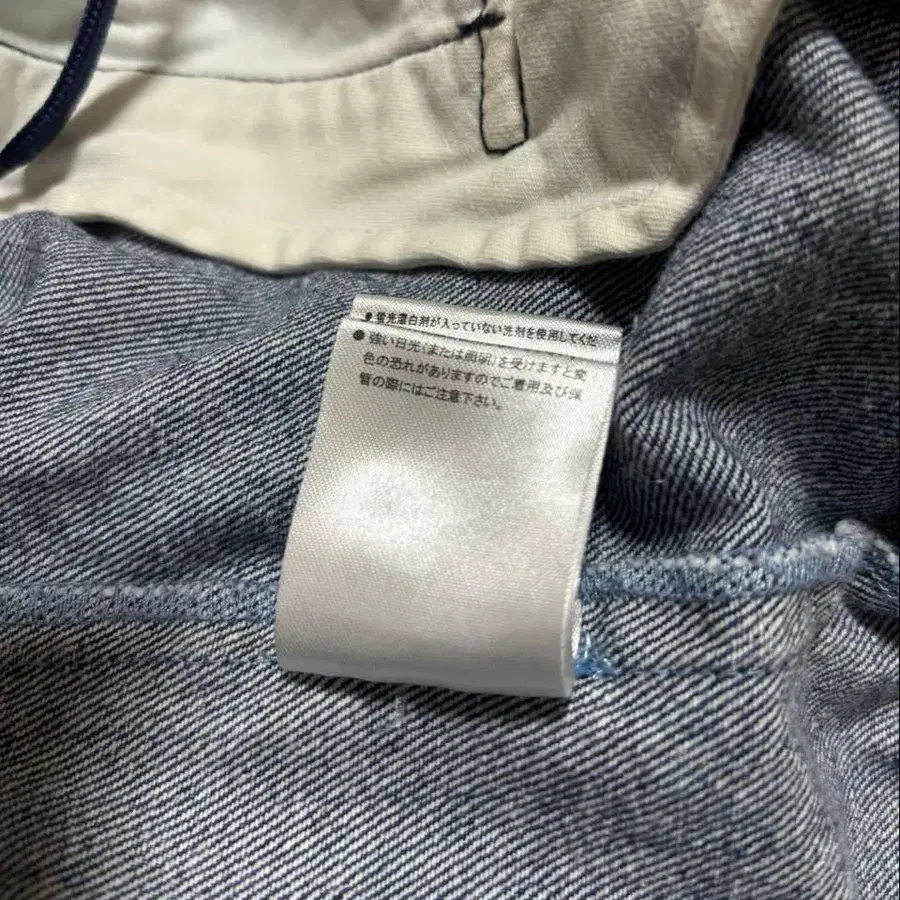 ●蛍光漂白剤が入っていない洗剤を使用してくだ
●強い日光(または照明)を受けますと変
色の恐れがありますのでご着用及び保
管の際にはご注意下さい。